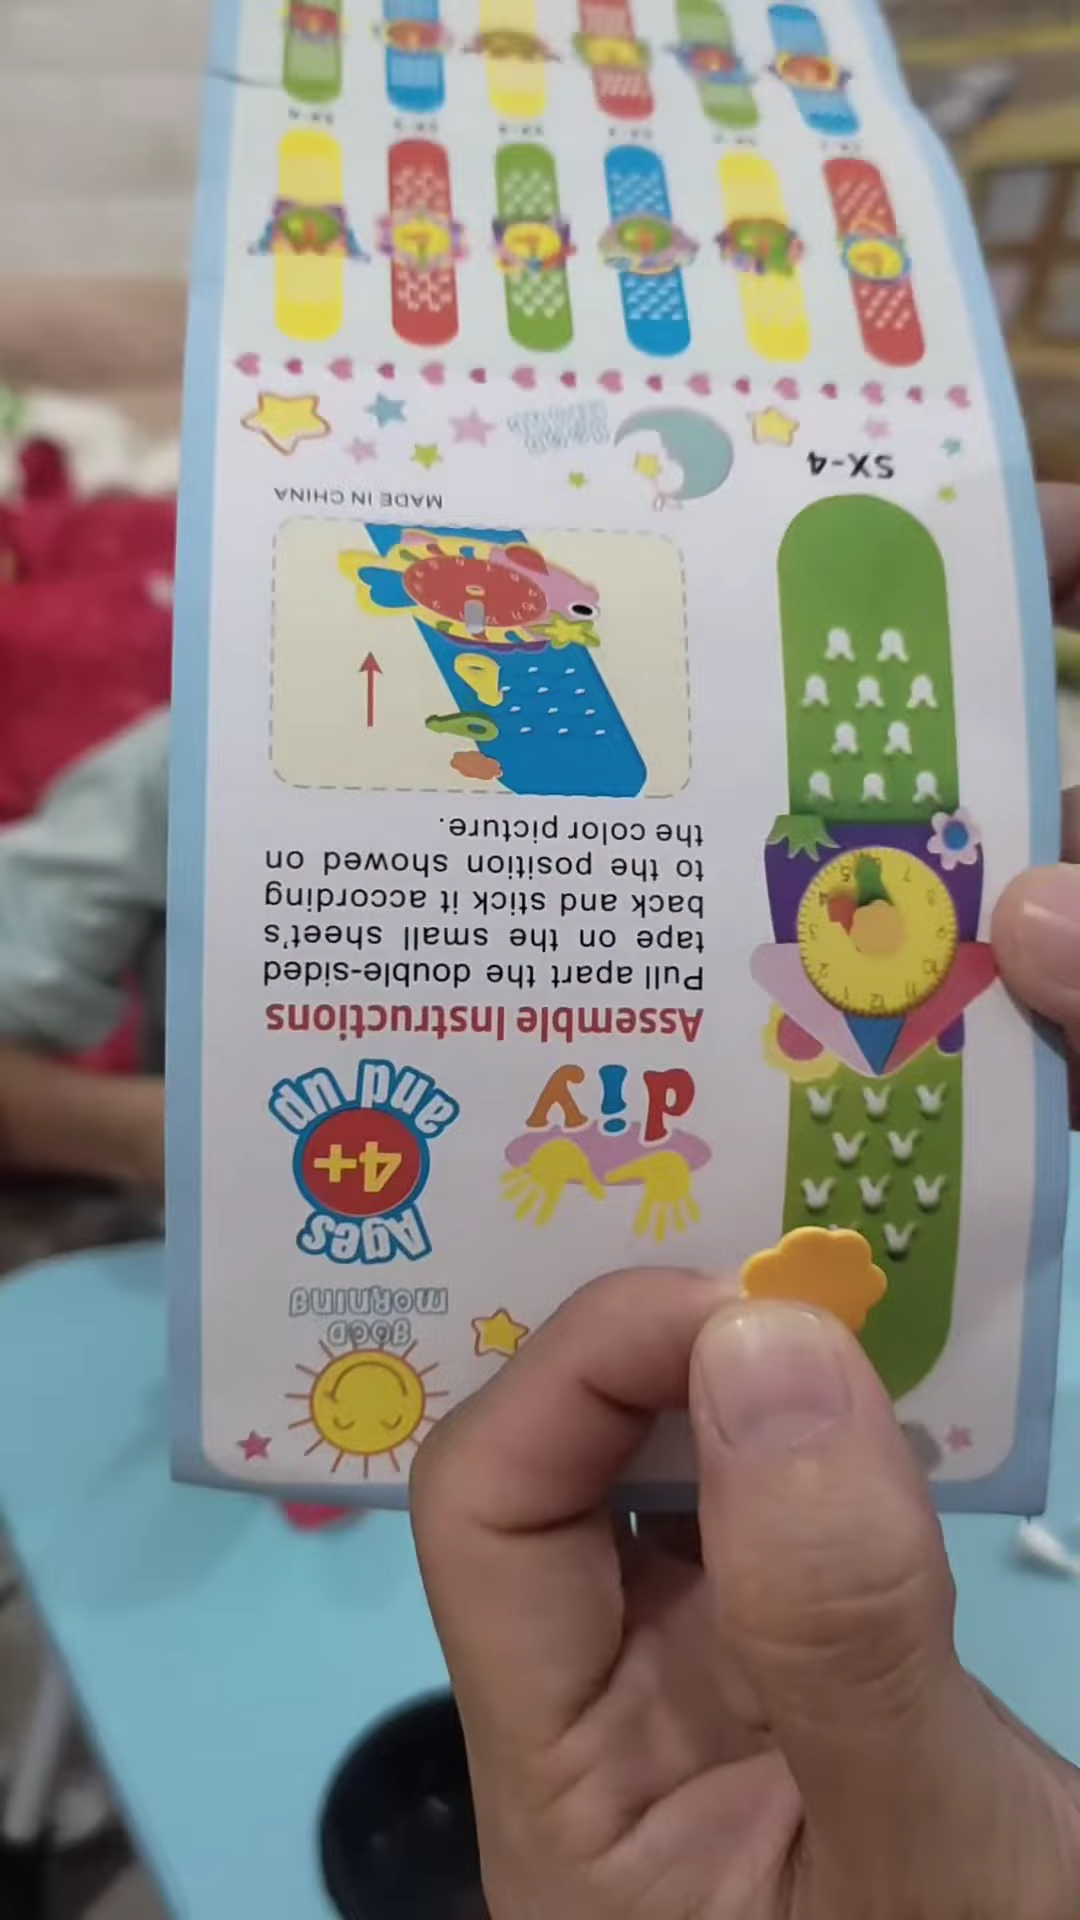 GOOD
MORNING
Ages
4+
and up
diy
Assemble Instructions
Pull apart the double-sided
tape on the small sheet's
back and stick it according
to the position showed on
the color picture.
MADE IN CHINA
SX-4